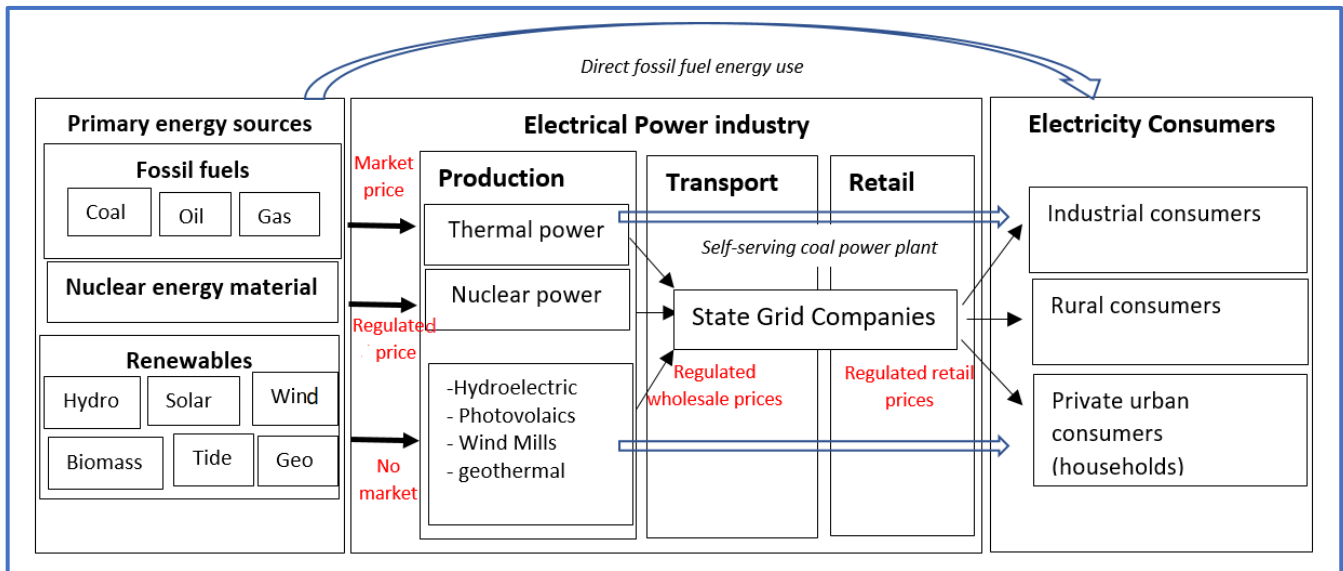 Direct fossil fuel energy use
Primary energy sources
Fossil fuels
Coal
Oil
Gas
Nuclear energy material
Renewables
Hydro
Solar
Wind
Biomass
Tide
Geo
Market
price
Regulated
price
No
market
Electrical Power industry
Production
Thermal power
Nuclear power
-Hydroelectric
- Photovolaics
- Wind Mills
- geothermal
Transport
Retail
Self-serving coal power plant
State Grid Companies
Regulated
wholesale prices
Regulated retail
prices
Electricity Consumers
Industrial consumers
Rural consumers
Private urban
consumers
(households)